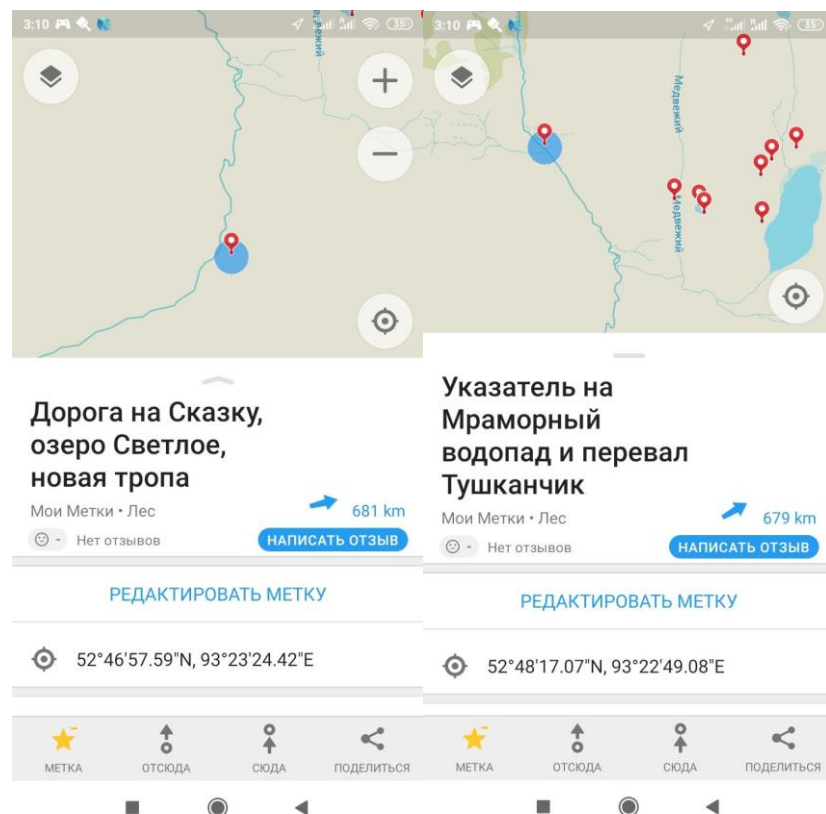 3:10
35
Медвежий
Дорога на Сказку,
озеро Светлое,
новая тропа
Мои Метки • Лес
681 km
- Нет отзывов
НАПИСАТЬ ОТЗЫВ
РЕДАКТИРОВАТЬ МЕТКУ
52°46'57.59"N, 93°23'24.42"E
МЕТКА
ОТСЮДА
СЮДА
ПОДЕЛИТЬСЯ
3:10
4G
35
Медвежий
Медвежий
Указатель на
Мраморный
водопад и перевал
Тушканчик
Мои Метки • Лес
679 km
- Нет отзывов
НАПИСАТЬ ОТЗЫВ
РЕДАКТИРОВАТЬ МЕТКУ
52°48'17.07"N, 93°22'49.08"E
МЕТКА
ОТСЮДА
СЮДА
ПОДЕЛИТЬСЯ